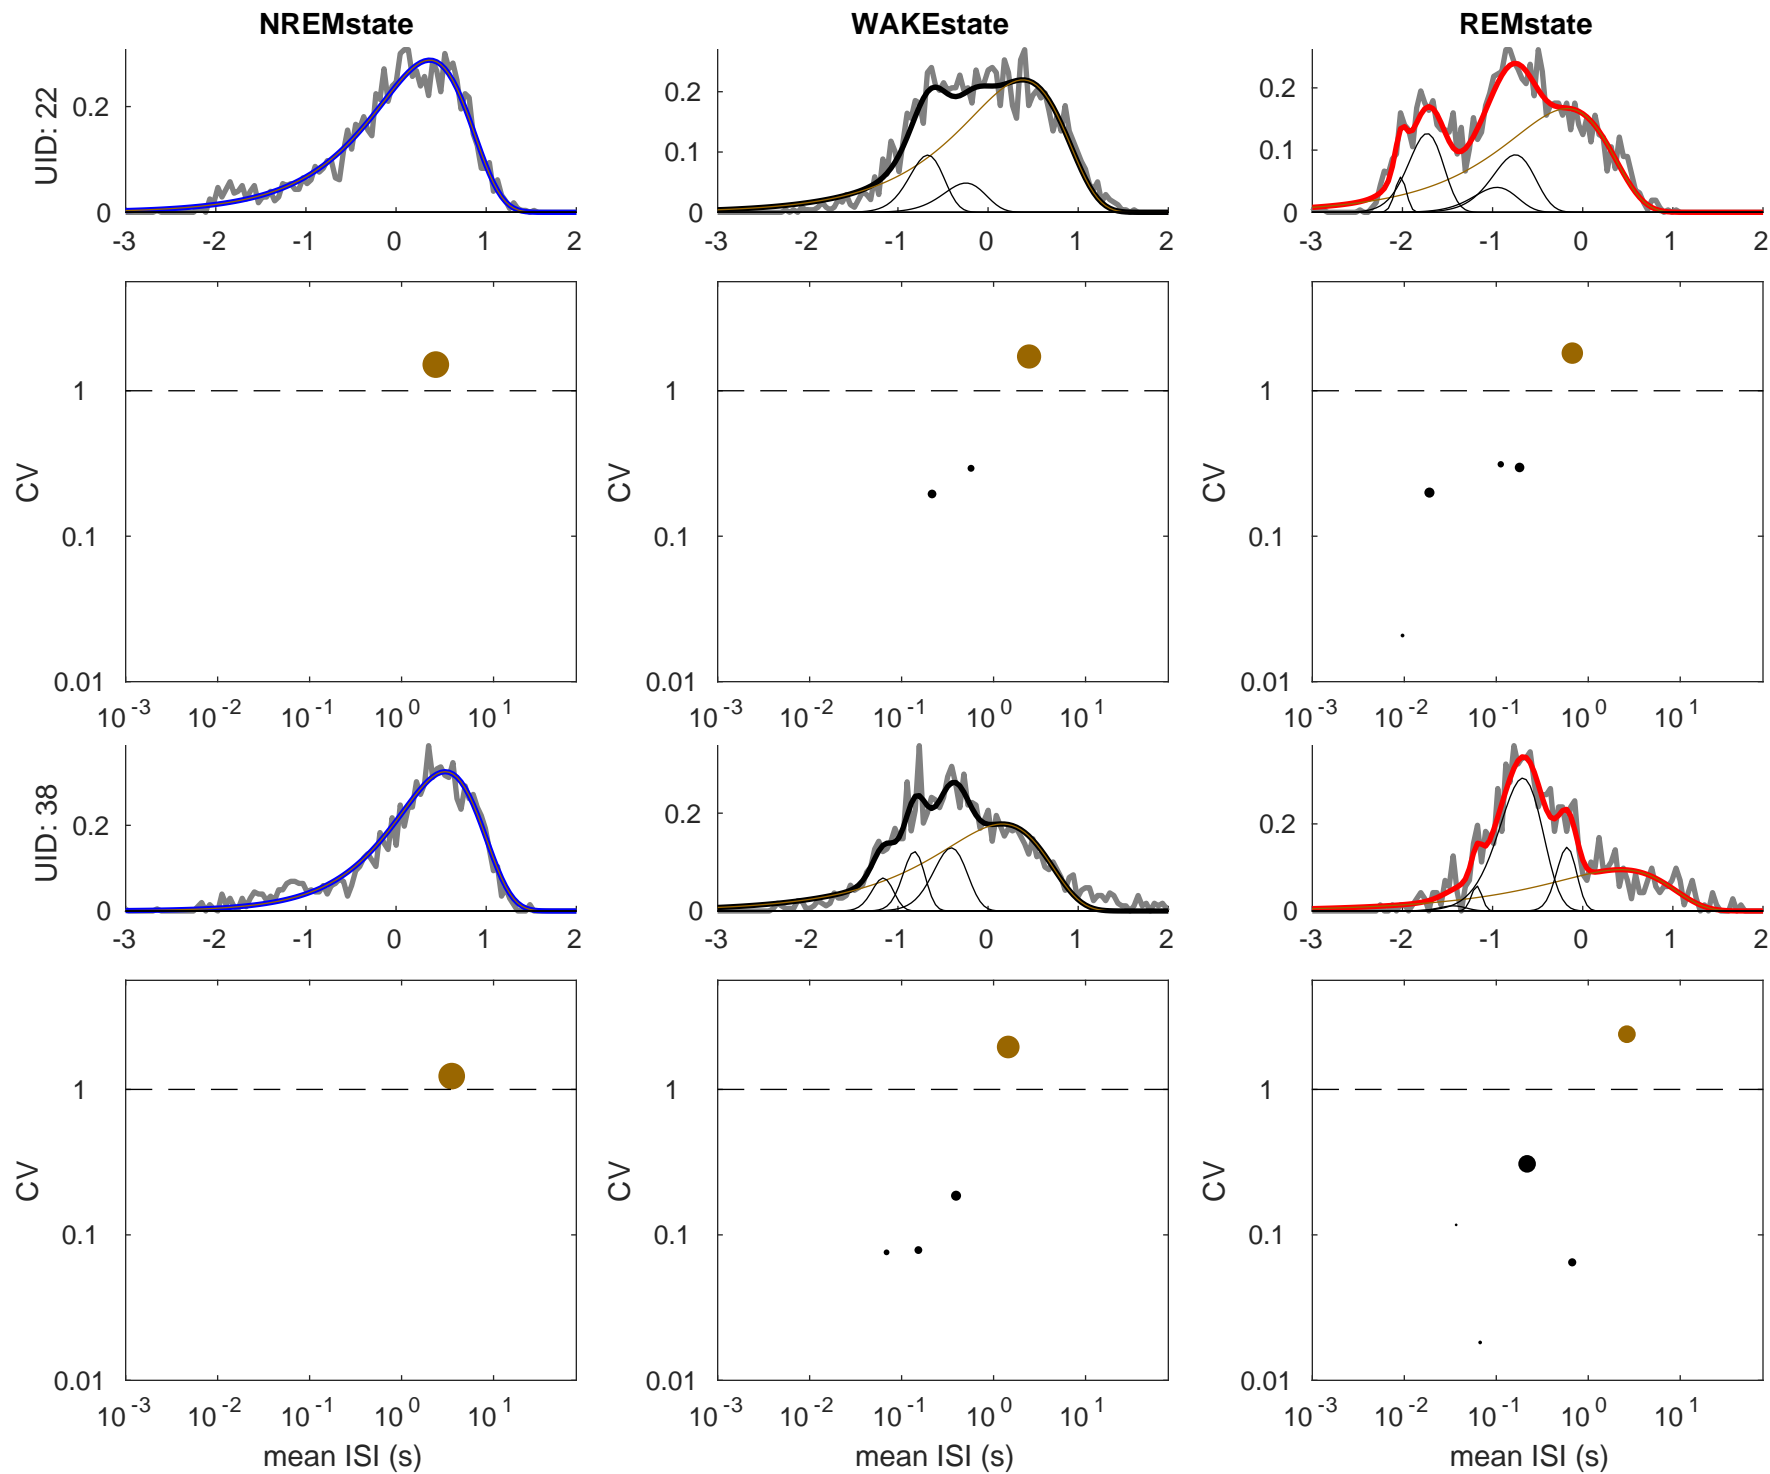 NREMstate WAKEstate REMstate
UID: 22
0.2 0.2 0.2
0.1 0.1
0 0 0
-3 -2 -1 0 1 2 -3 -2 -1 0 1 2 -3 -2 -1 0 1 2
CV CV CV
1 1 1
0.1 0.1 0.1
0.01 0.01 0.01
10^-3 10^-2 10^-1 10^0 10^1 10^-3 10^-2 10^-1 10^0 10^1 10^-3 10^-2 10^-1 10^0 10^1
UID: 38
0.2 0.2 0.2
0 0 0
-3 -2 -1 0 1 2 -3 -2 -1 0 1 2 -3 -2 -1 0 1 2
CV CV CV
1 1 1
0.1 0.1 0.1
0.01 0.01 0.01
10^-3 10^-2 10^-1 10^0 10^1 10^-3 10^-2 10^-1 10^0 10^1 10^-3 10^-2 10^-1 10^0 10^1
mean ISI (s) mean ISI (s) mean ISI (s)